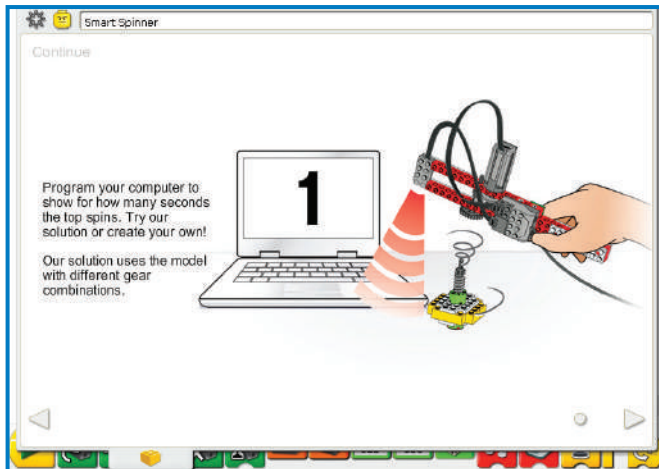 Smart Spinner
Continue
Program your computer to
show for how many seconds
the top spins. Try our
solution or create your own!
Our solution uses the model
with different gear
combinations.
1